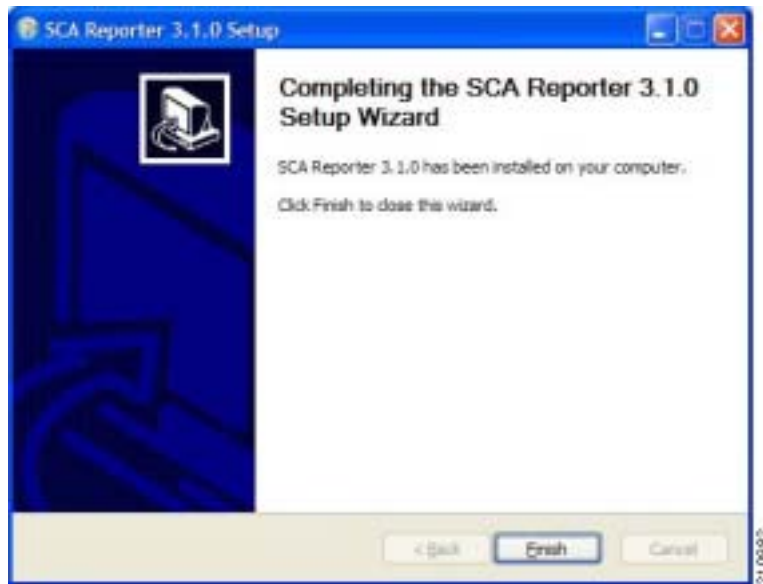 SCA Reporter 3.1.0 Setup
Completing the SCA Reporter 3.1.0
Setup Wizard
SCA Reporter 3.1.0 has been installed on your computer.
Click Finish to close this wizard.
< Back
Finish
Cancel